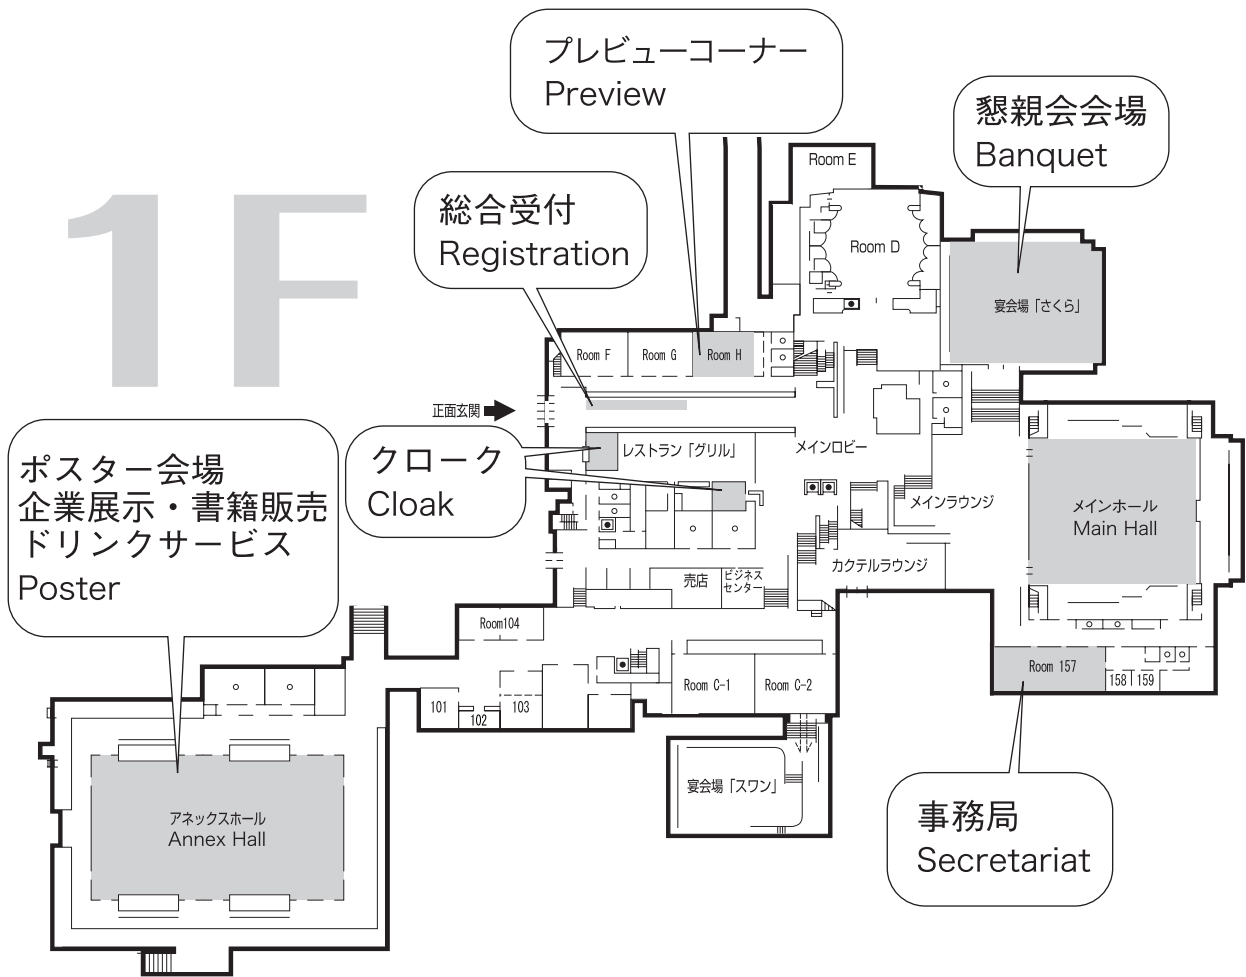 1F
プレビューコーナー
Preview
懇親会会場
Banquet
総合受付
Registration
Room E
Room D
宴会場「さくら」
Room F
Room G
Room H
正面玄関
クローク
Cloak
レストラン「グリル」
メインロビー
メインラウンジ
メインホール
Main Hall
ポスター会場
企業展示・書籍販売
ドリンクサービス
Poster
売店
ビジネス
センター
カクテルラウンジ
Room104
Room 157
158
159
101
102
103
Room C-1
Room C-2
宴会場「スワン」
アネックスホール
Annex Hall
事務局
Secretariat